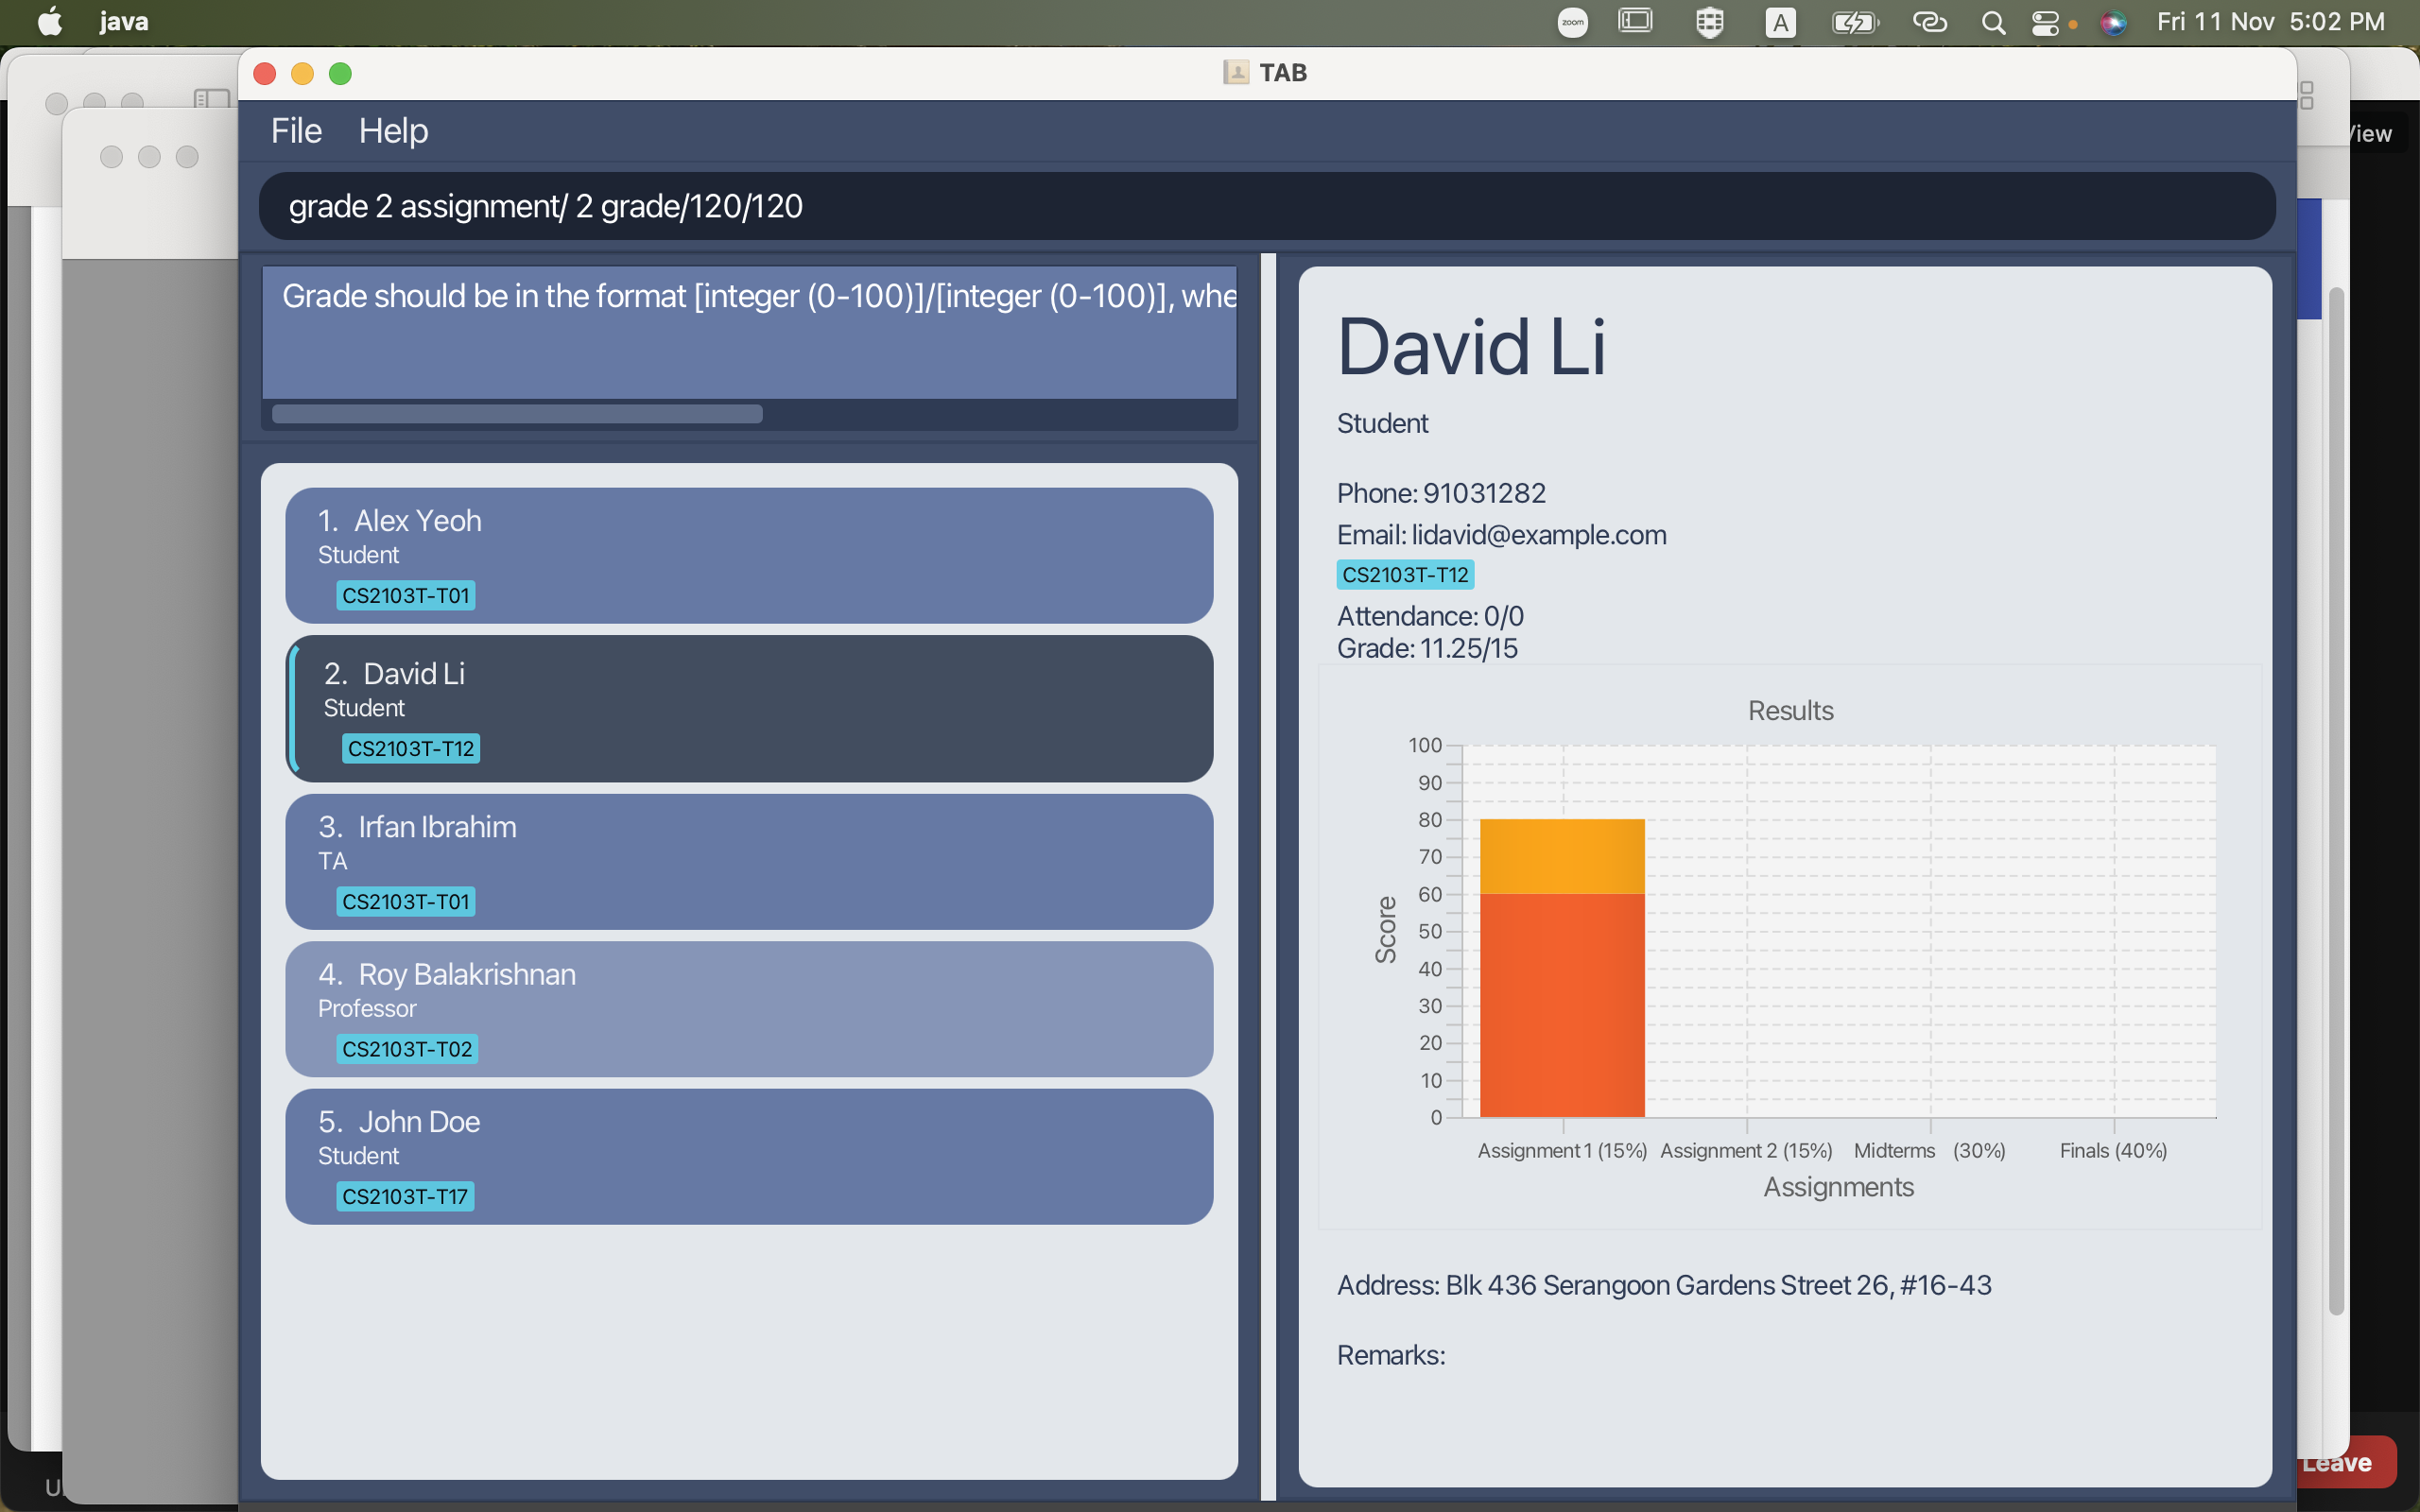 java
zoom
A
Fri 11 Nov 5:02 PM
TAB
View
File Help
grade 2 assignment/ 2 grade/120/120
Grade should be in the format [integer (0-100)]/[integer (0-100)], whe
1. Alex Yeoh
Student
CS2103T-T01
2. David Li
Student
CS2103T-T12
3. Irfan Ibrahim
TA
CS2103T-T01
4. Roy Balakrishnan
Professor
CS2103T-T02
5. John Doe
Student
CS2103T-T17
David Li
Student
Phone: 91031282
Email: lidavid@example.com
CS2103T-T12
Attendance: 0/0
Grade: 11.25/15
Results
100
90
80
70
60
50
40
30
20
10
0
Score
Assignment 1 (15%) Assignment 2 (15%) Midterms (30%) Finals (40%)
Assignments
Address: Blk 436 Serangoon Gardens Street 26, #16-43
Remarks:
Leave